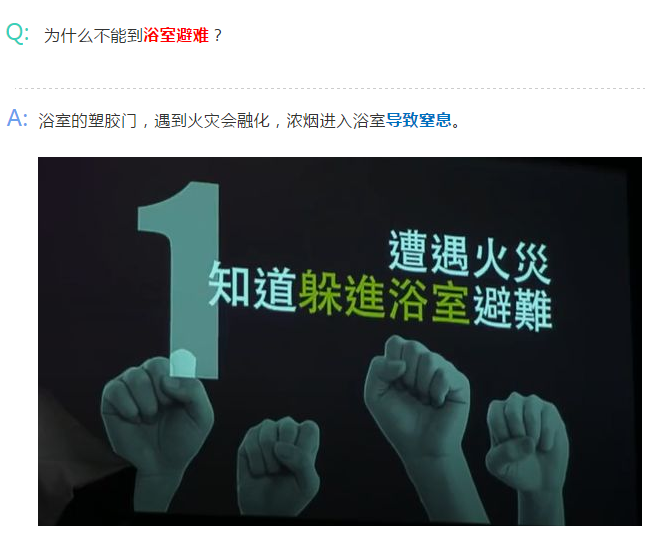 Q: 为什么不能到浴室避难？
A: 浴室的塑胶门，遇到火灾会融化，浓烟进入浴室导致窒息。
1
遭遇火災
知道躲進浴室避難